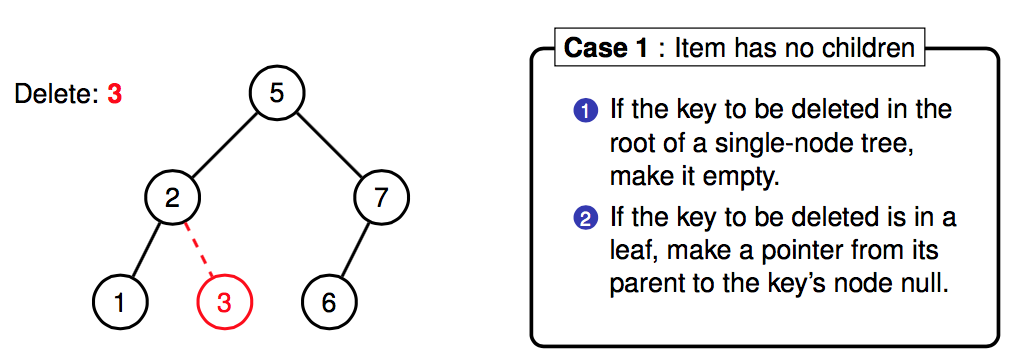 Delete: 3
5
2
7
1
3
6
Case 1 : Item has no children
1 If the key to be deleted in the
root of a single-node tree,
make it empty.
2 If the key to be deleted is in a
leaf, make a pointer from its
parent to the key's node null.